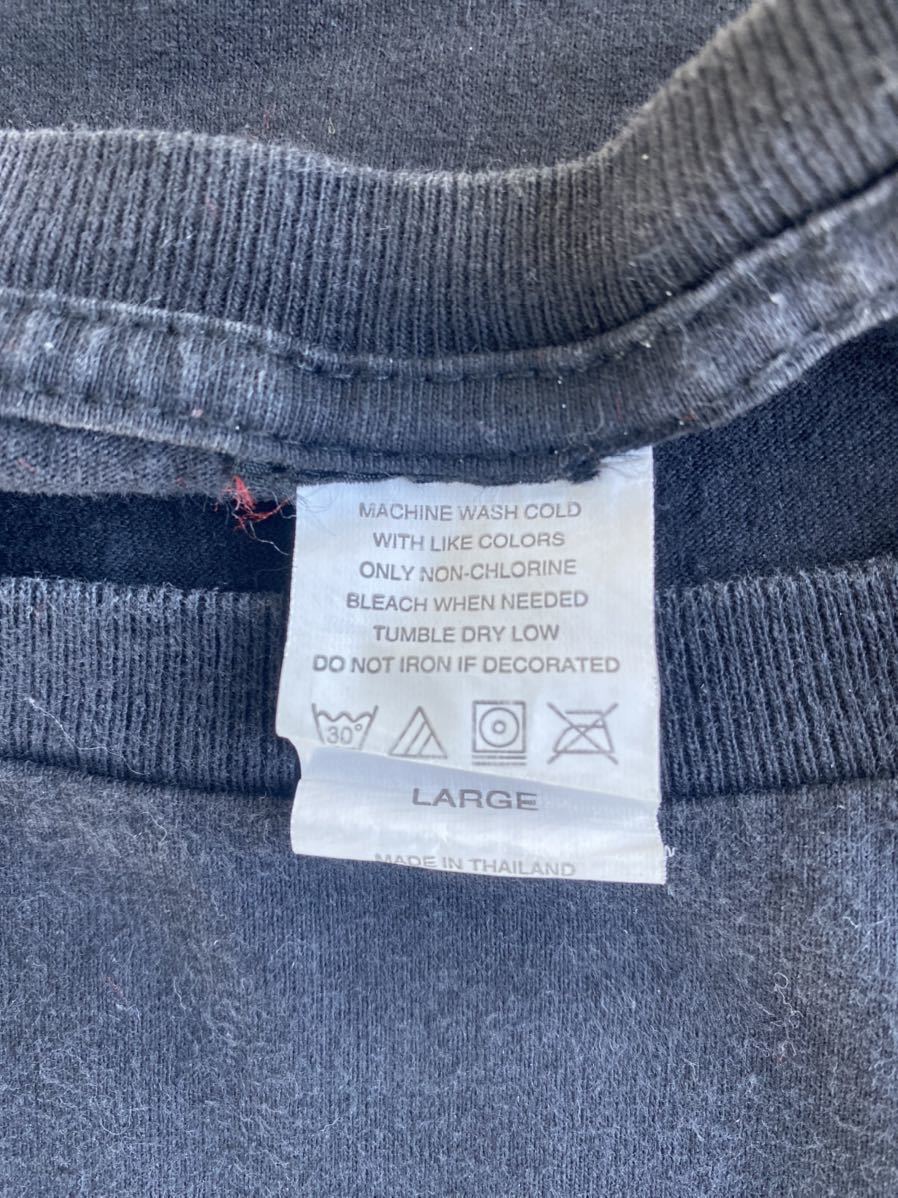 MACHINE WASH COLD
WITH LIKE COLORS
ONLY NON-CHLORINE
BLEACH WHEN NEEDED
TUMBLE DRY LOW
DO NOT IRON IF DECORATED
30°
LARGE
MADE IN THAILAND